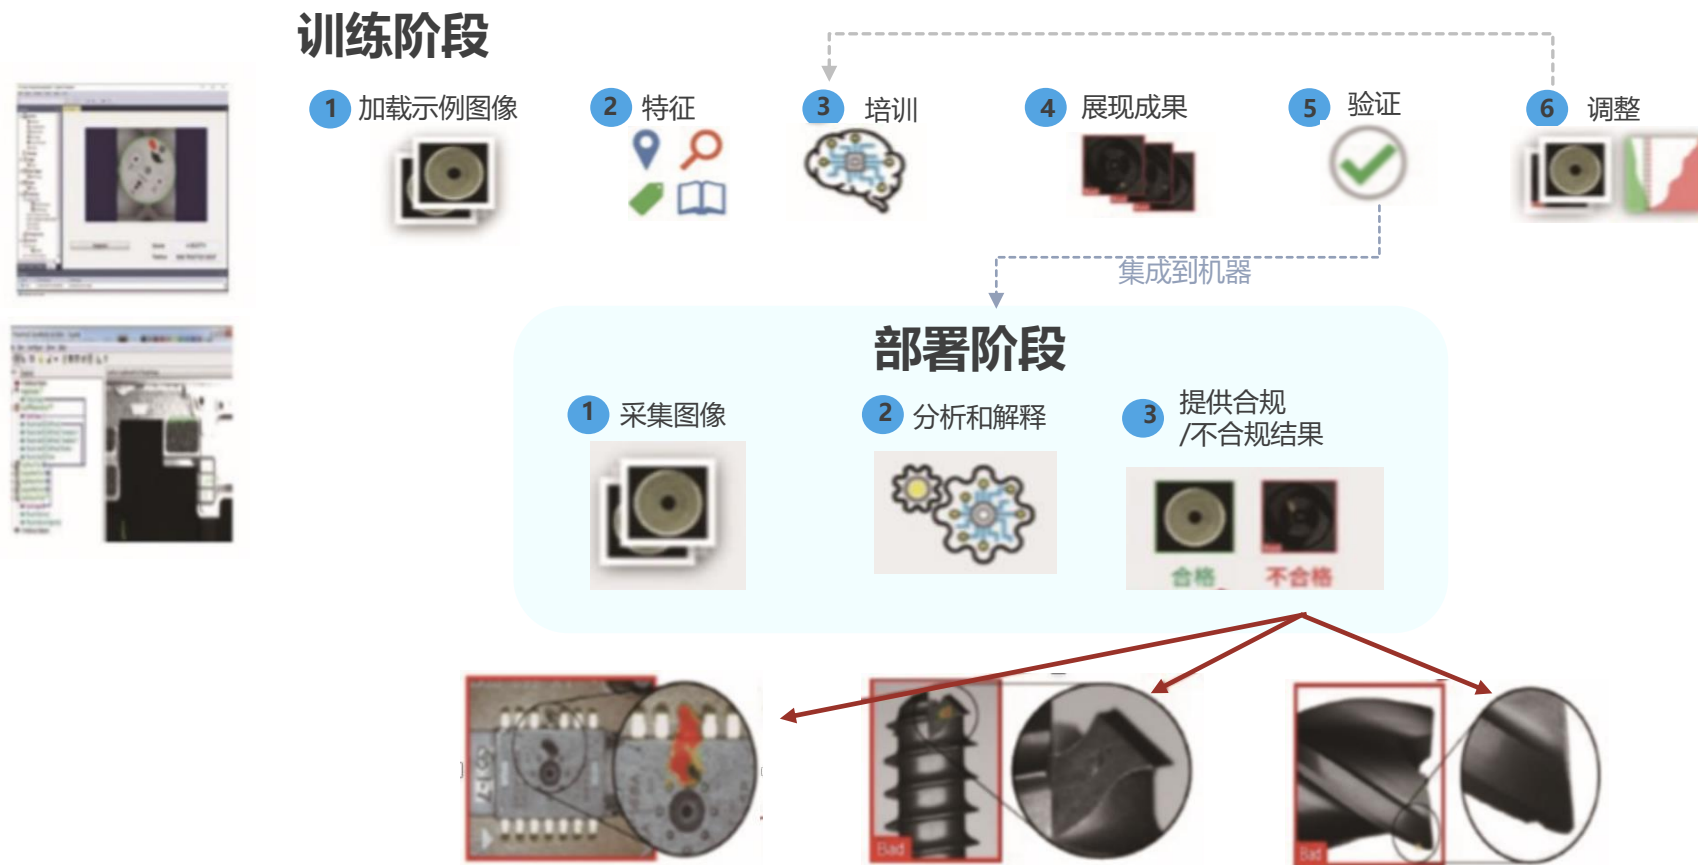 训练阶段
1 加载示例图像
2 特征
3 培训
4 展现成果
5 验证
6 调整
集成到机器
部署阶段
1 采集图像
2 分析和解释
3 提供合规
/不合规结果
合格
不合格
Bad
Bad